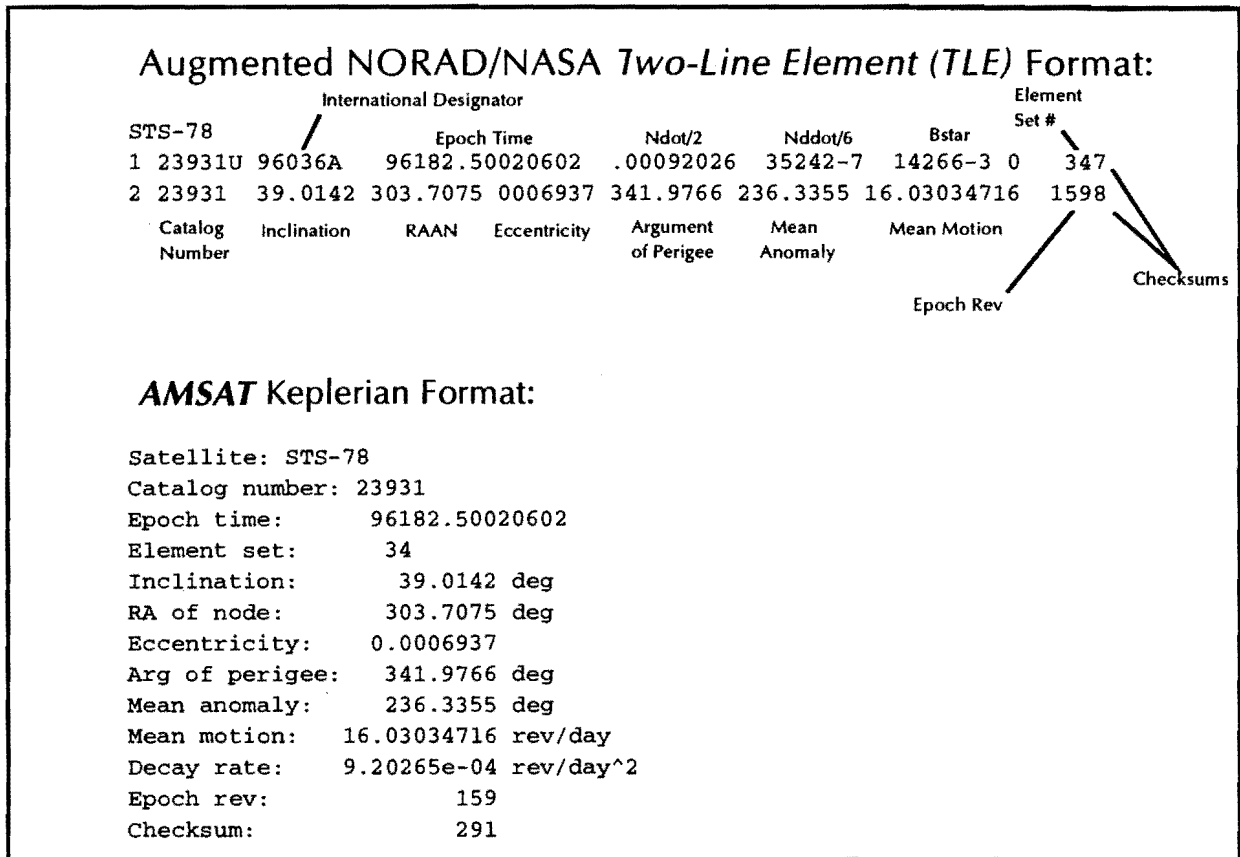 Augmented NORAD/NASA Two-Line Element (TLE) Format:
International Designator
Element
Set #
STS-78
Epoch Time Ndot/2 Nddot/6 Bstar
1 23931U 96036A 96182.50020602 .00092026 35242-7 14266-3 0 347
2 23931 39.0142 303.7075 0006937 341.9766 236.3355 16.03034716 1598
Catalog Number Inclination RAAN Eccentricity Argument of Perigee Mean Anomaly Mean Motion
Checksums
Epoch Rev
AMSAT Keplerian Format:
Satellite: STS-78
Catalog number: 23931
Epoch time: 96182.50020602
Element set: 34
Inclination: 39.0142 deg
RA of node: 303.7075 deg
Eccentricity: 0.0006937
Arg of perigee: 341.9766 deg
Mean anomaly: 236.3355 deg
Mean motion: 16.03034716 rev/day
Decay rate: 9.20265e-04 rev/day^2
Epoch rev: 159
Checksum: 291